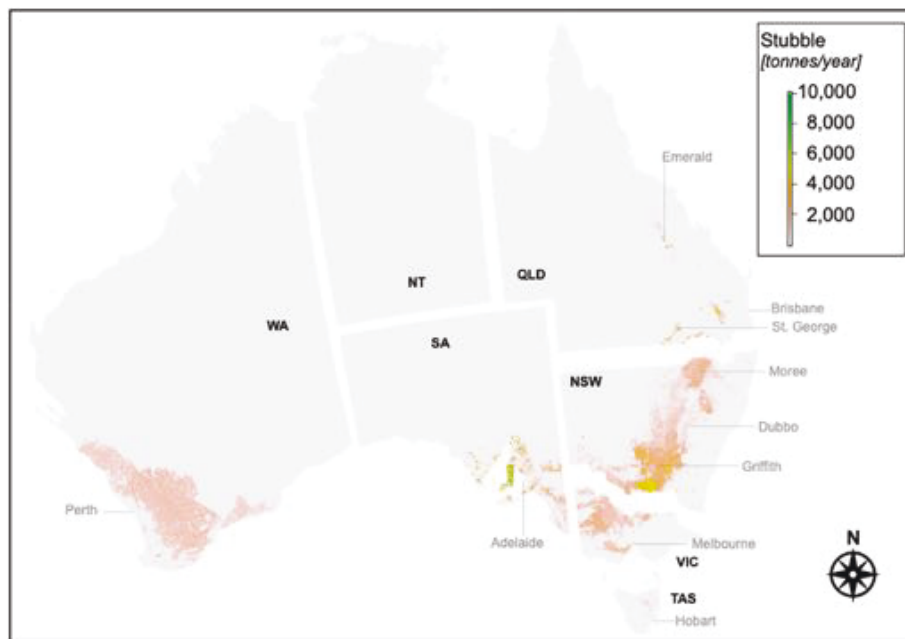 Stubble
[tonnes/year]
10,000
8,000
6,000
4,000
2,000
Emerald
NT
QLD
WA
SA
Brisbane
St. George
NSW
Moree
Dubbo
Griffith
Perth
Adelaide
Melbourne
VIC
TAS
Hobart
N